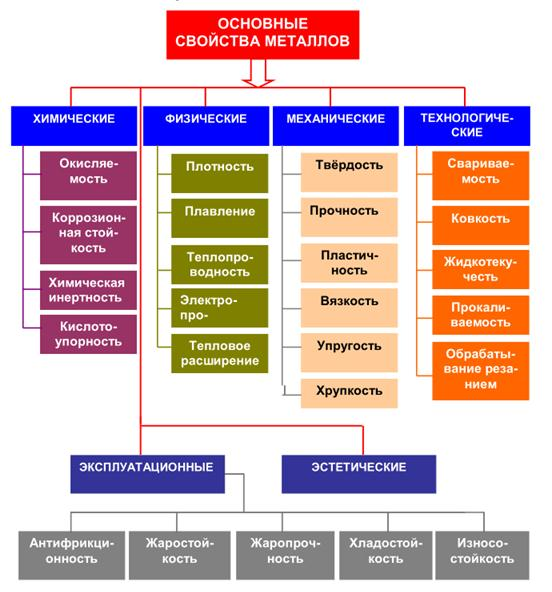 ОСНОВНЫЕ
СВОЙСТВА МЕТАЛЛОВ
ХИМИЧЕСКИЕ
Окисляе-
мость
Коррозион-
ная стой-
кость
Химическая
инертность
Кислото-
упорность
ФИЗИЧЕСКИЕ
Плотность
Плавление
Теплопро-
водность
Электро-
про-
Тепловое
расширение
МЕХАНИЧЕСКИЕ
Твёрдость
Прочность
Пластич-
ность
Вязкость
Упругость
Хрупкость
ТЕХНОЛОГИЧЕ-
СКИЕ
Сваривае-
мость
Ковкость
Жидкотеку-
честь
Прокали-
ваемость
Обрабаты-
вание реза-
нием
ЭКСПЛУАТАЦИОННЫЕ
ЭСТЕТИЧЕСКИЕ
Антифрикци-
онность
Жаростой-
кость
Жаропроч-
ность
Хладостой-
кость
Износо-
стойкость